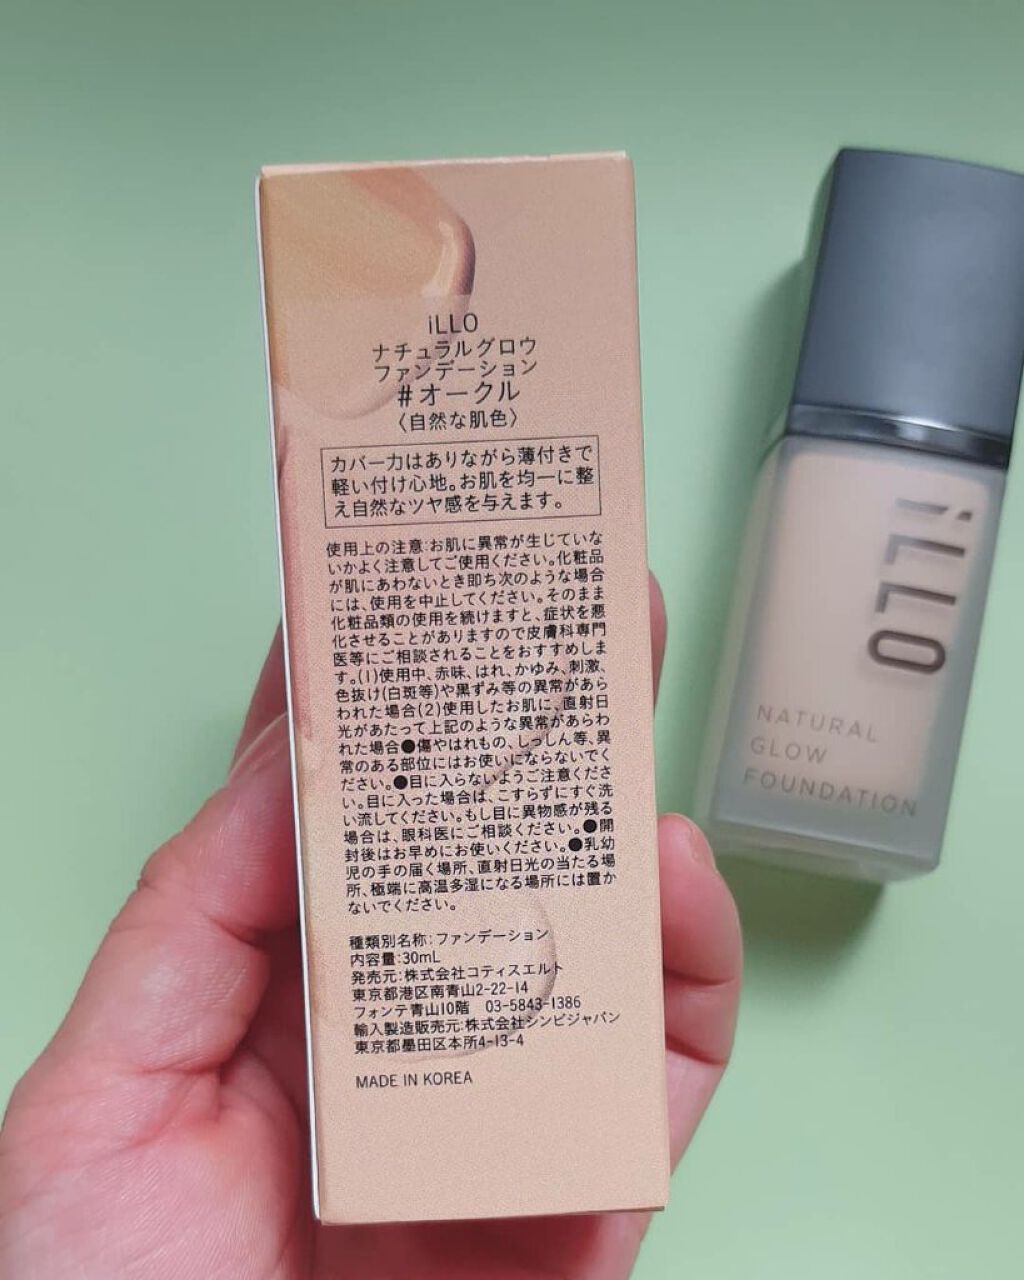 iLLO
ナチュラルグロウ
ファンデーション
#オークル
〈自然な肌色〉
カバー力はありながら薄付きで
軽い付け心地。お肌を均一に整
え自然なツヤ感を与えます。
使用上の注意:お肌に異常が生じていな
いかよく注意してご使用ください。化粧品
が肌にあわないとき即ち次のような場合
には、使用を中止してください。そのまま
化粧品類の使用を続けますと、症状を悪
化させることがありますので皮膚科専門
医等にご相談されることをおすすめしま
す。(1)使用中、赤味、はれ、かゆみ、刺激、
色抜け(白斑等)や黒ずみ等の異常があら
われた場合(2)使用したお肌に、直射日
光があたって上記のような異常があらわ
れた場合●傷やはれもの、しっしん等、異
常のある部位にはお使いにならないでく
ださい。●目に入らないようご注意くださ
い。目に入った場合は、こすらずにすぐ洗
い流してください。もし目に異物感が残る
場合は、眼科医にご相談ください。●開
封後はお早めにお使いください。●乳幼
児の手の届く場所、直射日光の当たる場
所、極端に高温多湿になる場所には置か
ないでください。
種類別名称:ファンデーション
内容量:30mL
発売元:株式会社コティスエルト
東京都港区南青山2-22-14
フォンテ青山10階 03-5843-1386
輸入製造販売元:株式会社シンビジャパン
東京都墨田区本所4-13-4
MADE IN KOREA
iLLO
NATURAL
GLOW
FOUNDATION